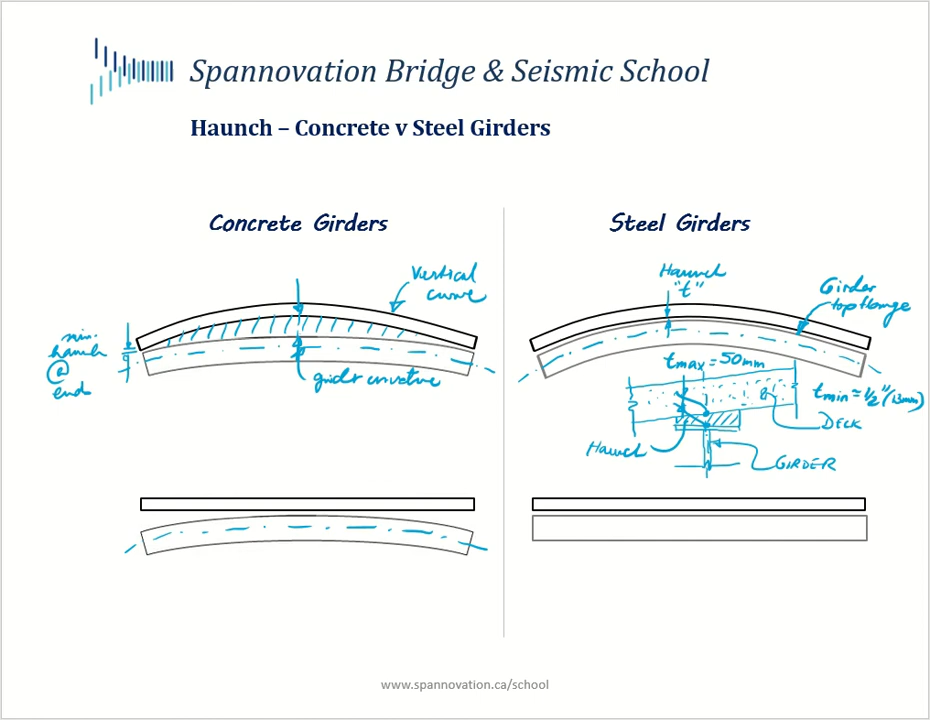 Spannovation Bridge & Seismic School
Haunch – Concrete v Steel Girders
Concrete Girders
Vertical
curve
min.
haunch
@
end
girder curvature
Steel Girders
Haunch
"t"
Girder
top flange
tmax = 50mm
tmin = 1/2" (13mm)
DECK
Haunch
GIRDER
www.spannovation.ca/school